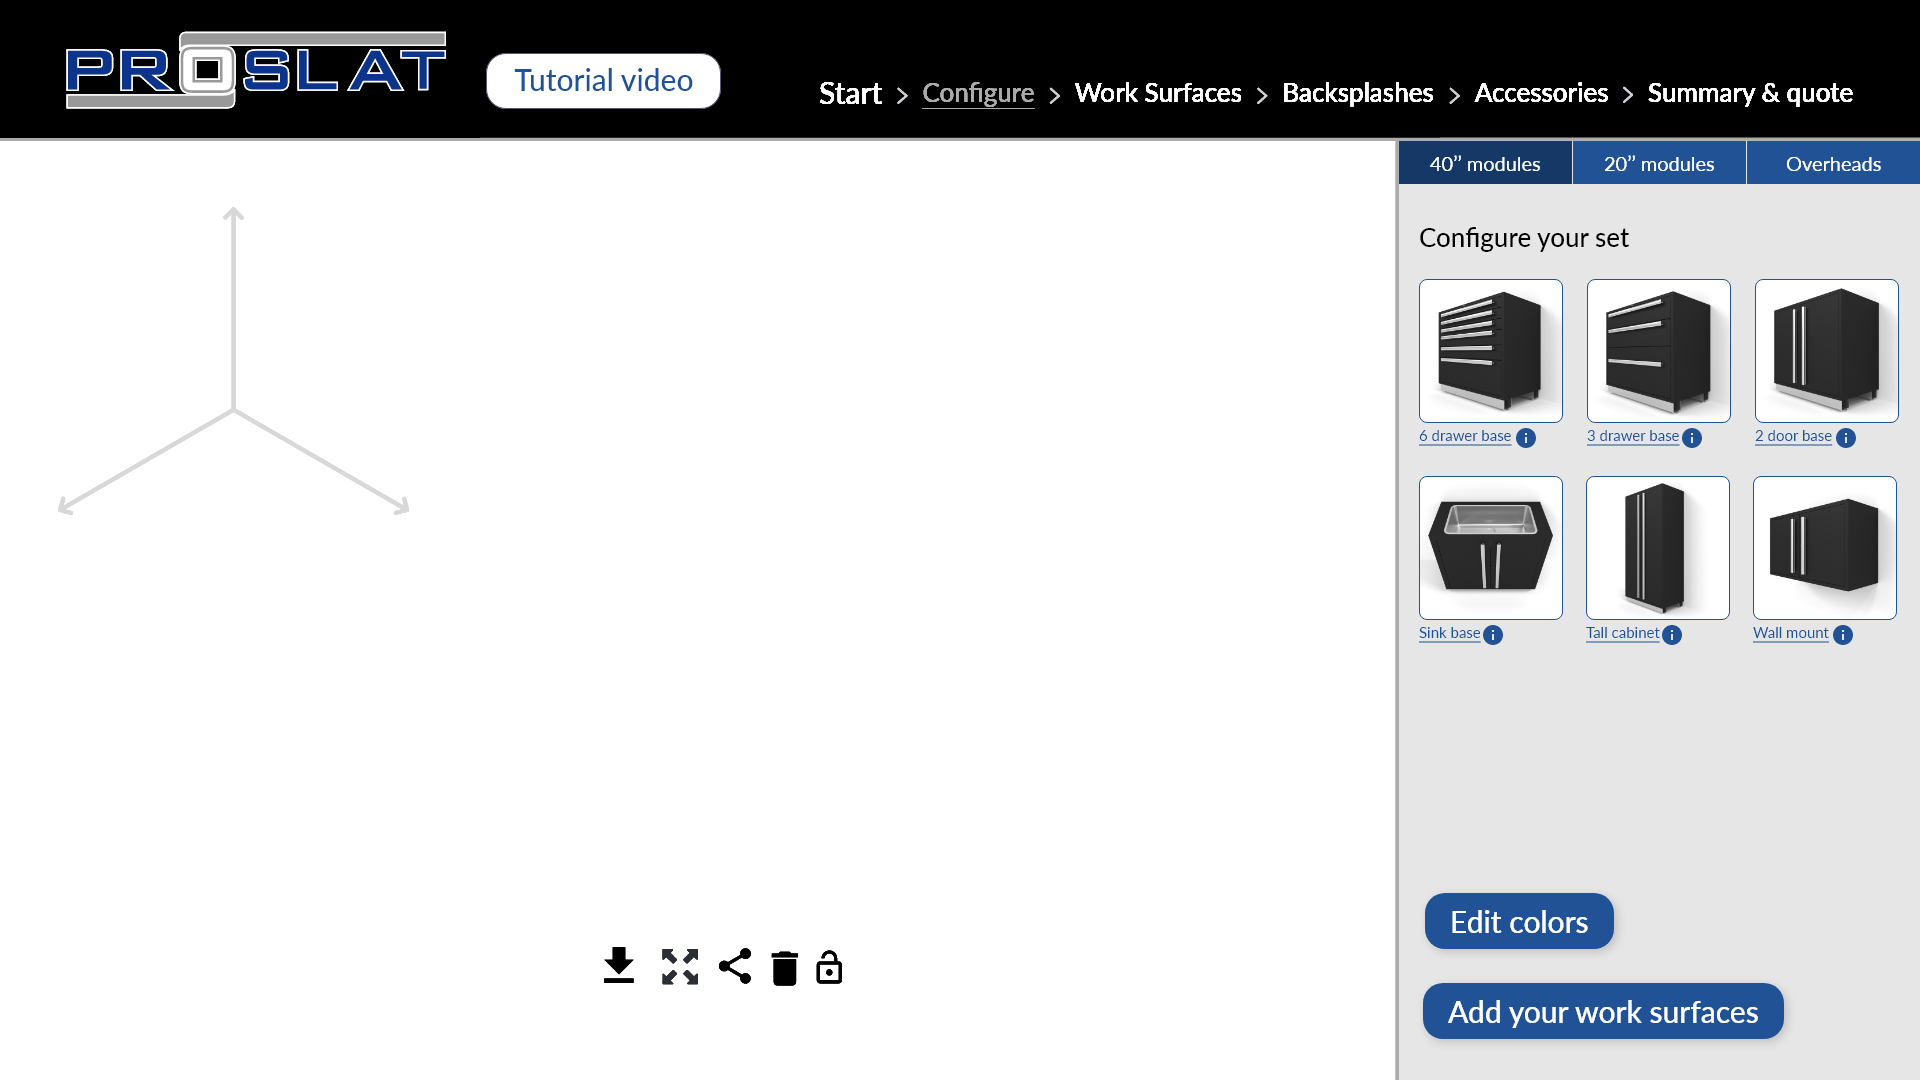 PROSLAT
Tutorial video
Start > Configure > Work Surfaces > Backsplashes > Accessories > Summary & quote
40’’ modules 20’’ modules Overheads
Configure your set
6 drawer base i 3 drawer base i 2 door base i
Sink base i Tall cabinet i Wall mount i
Edit colors
Add your work surfaces